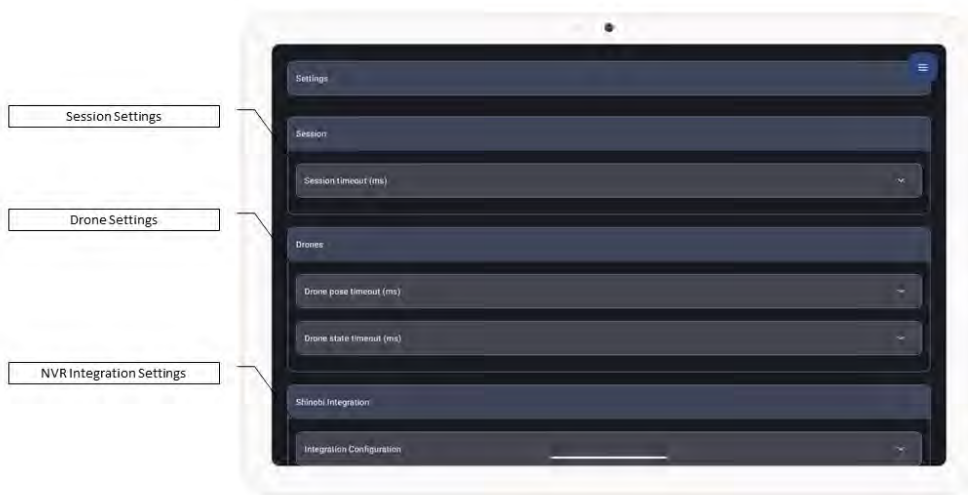 Settings
Session Settings
Session
Session timeout (ms)
Drone Settings
Drones
Drone pose timeout (ms)
Drone state timeout (ms)
NVR Integration Settings
Shinobi Integration
Integration Configuration